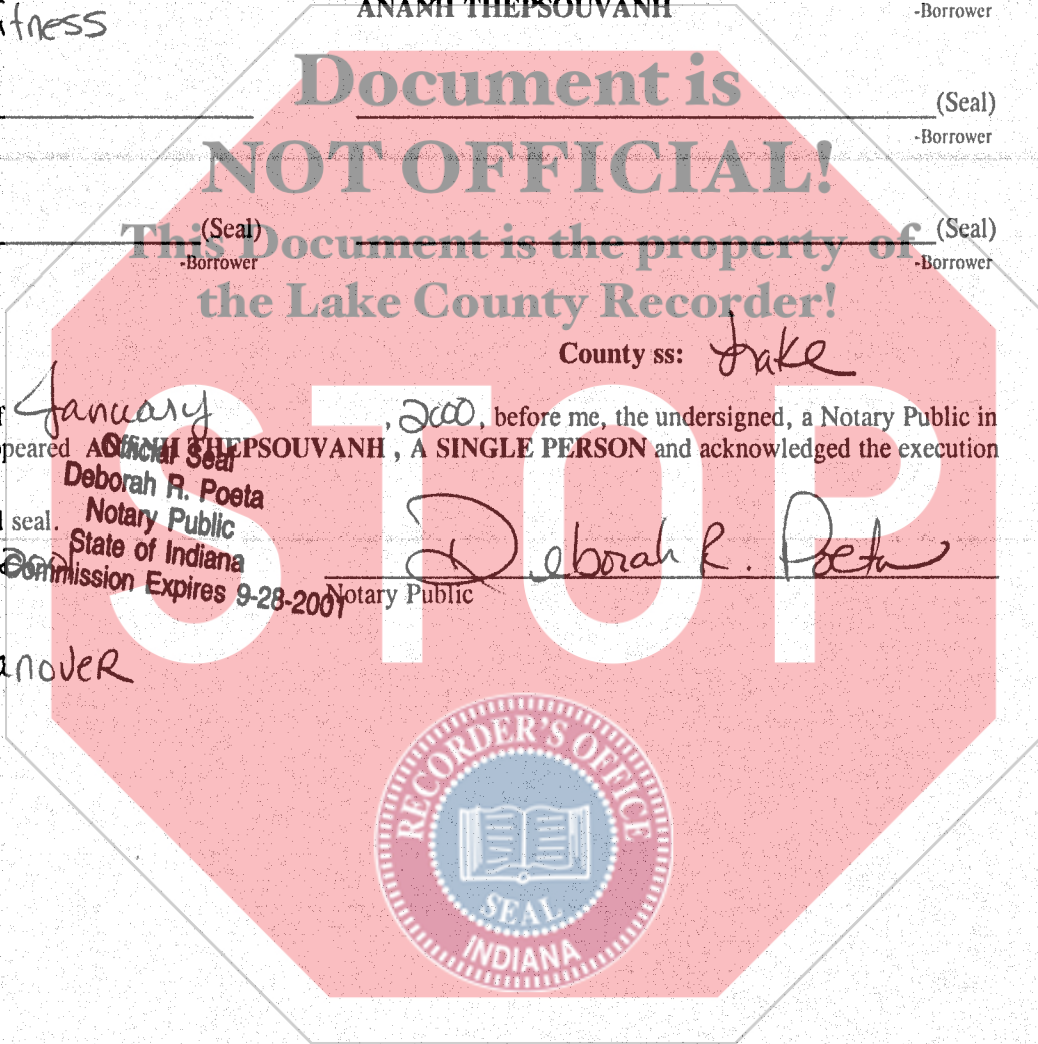 itness
ANANH THEPSOUVANH
-Borrower
Document is
(Seal)
-Borrower
NOT OFFICIAL!
(Seal)
(Seal)
This Document is the property of
-Borrower
-Borrower
the Lake County Recorder!
County ss: Lake
January , 2000, before me, the undersigned, a Notary Public in
peared THEPSOUVANH , A SINGLE PERSON and acknowledged the execution
Official Seal
Deborah R. Poeta
seal.
Notary Public
State of Indiana
Commission Expires 9-28-2001
Deborah R. Poeta
Notary Public
STOP
anoveR
RECORDER'S OFFICE
SEAL
INDIANA